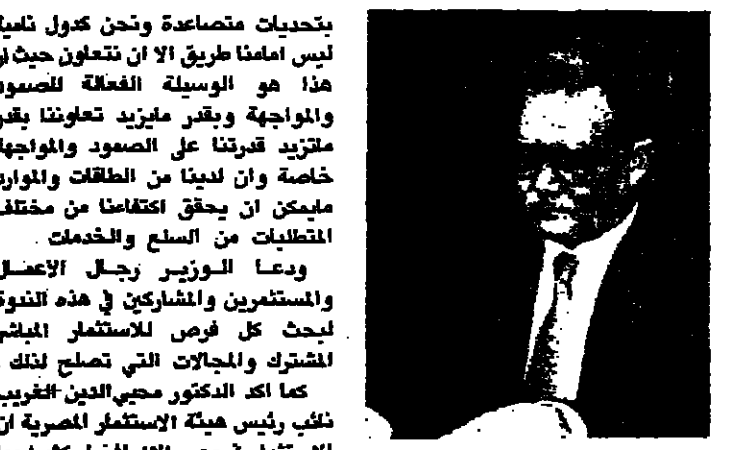 بتحديات متصاعدة ونحن كدول نامية
ليس امامنا طريق الا ان نتعاون حيث ان
هذا هو الوسيلة الفعالة للصمود
والمواجهة وبقدر مايزيد تعاوننا بقدر
ماتزيد قدرتنا على الصمود والمواجهة
خاصة وان لدينا من الطاقات والموارد
مايمكن ان يحقق اكتفاءنا من مختلف
المتطلبات من السلع والخدمات .
ودعا الوزير رجال الاعمال
والمستثمرين والمشاركين في هذه الندوة
لبحث كل فرص للاستثمار المباشر
المشترك والمجالات التي تصلح لذلك .
كما اكد الدكتور محيي الدين الغريب
نائب رئيس هيئة الاستثمار المصرية ان